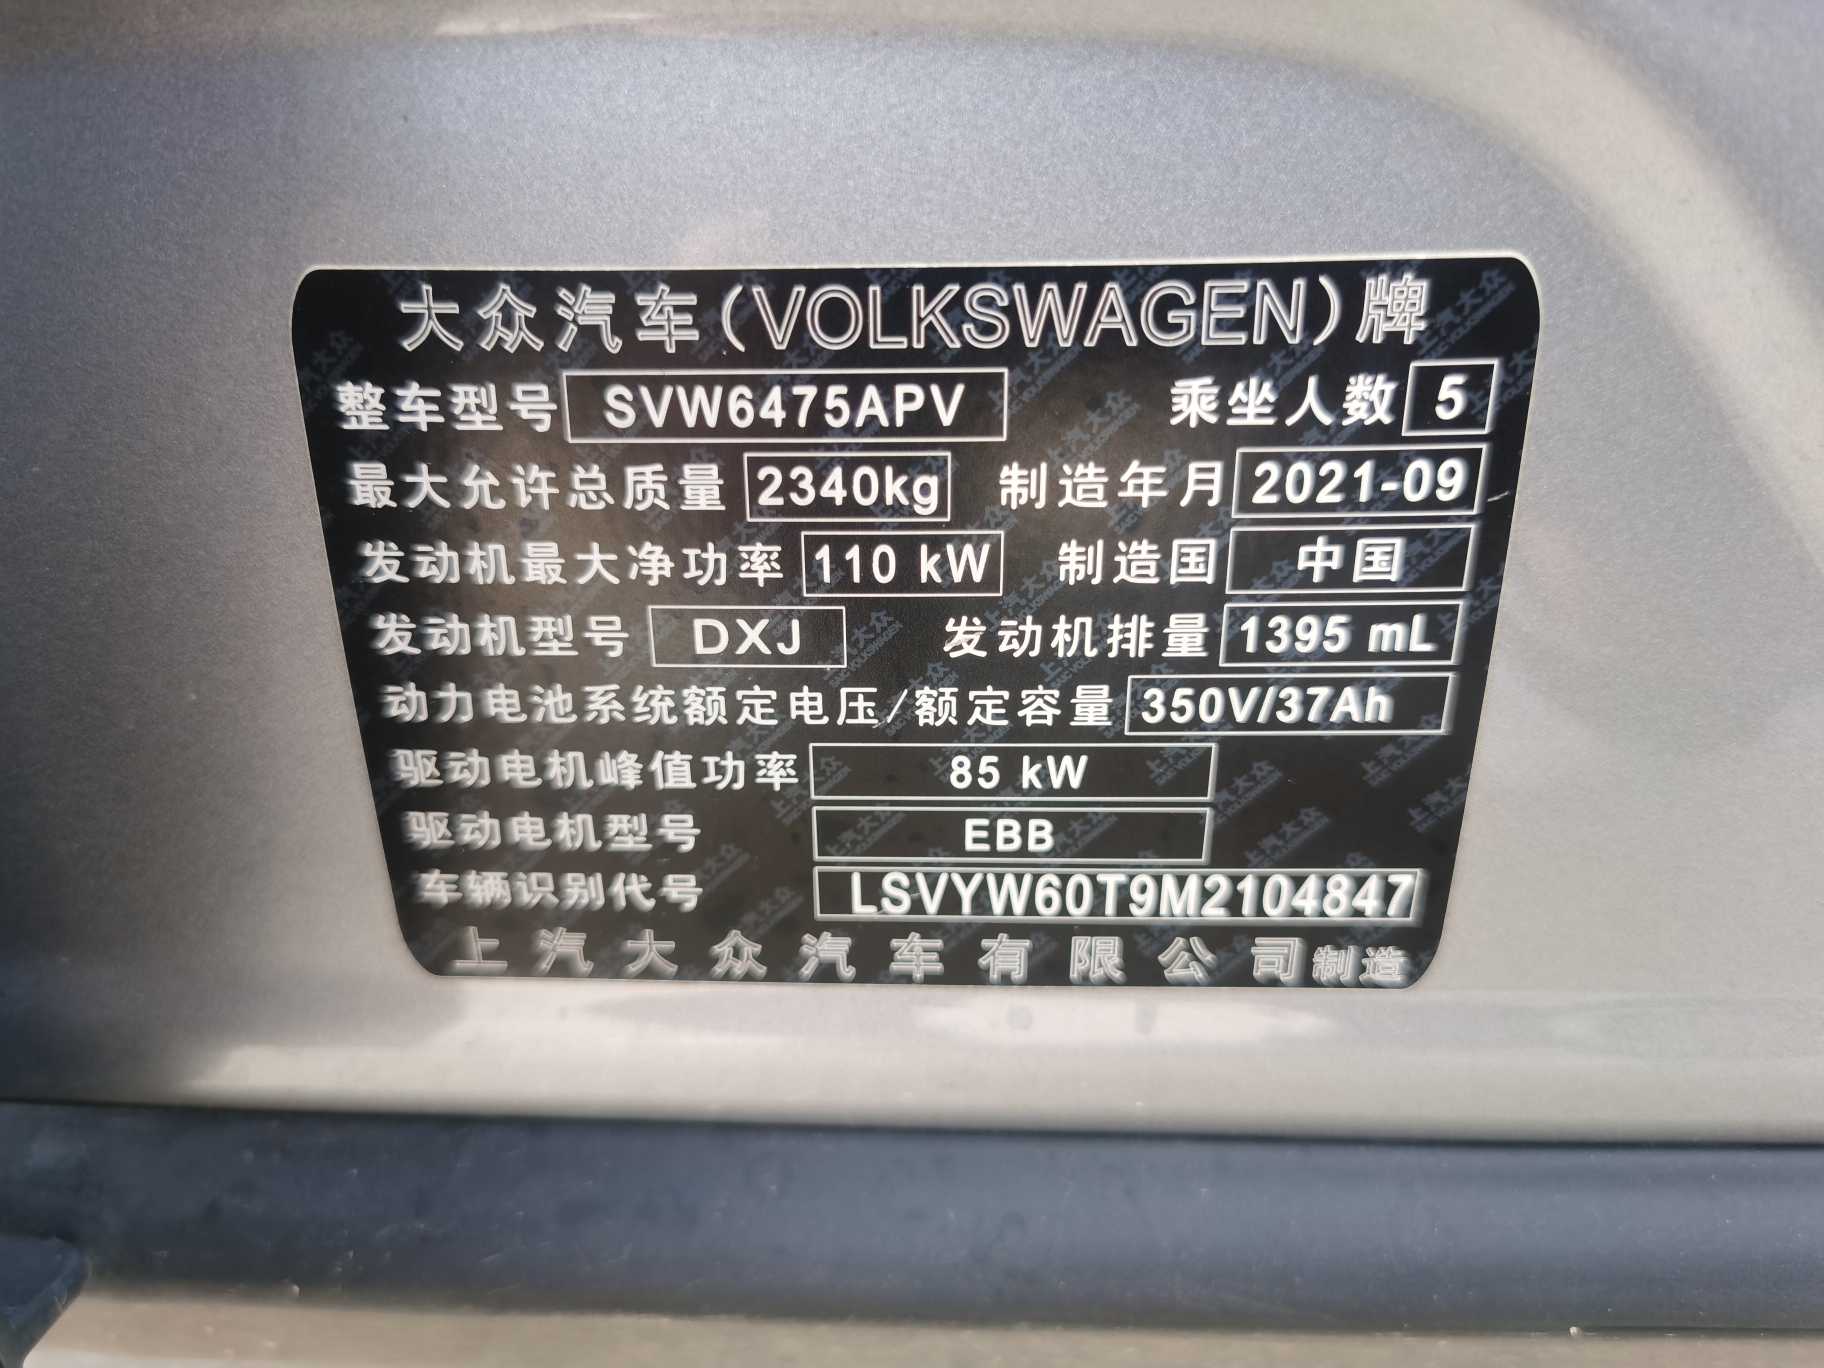 大众汽车(VOLKSWAGEN)牌
整车型号 SVW6475APV 乘坐人数 5
最大允许总质量 2340kg 制造年月 2021-09
发动机最大净功率 110 kW 制造国 中国
发动机型号 DXJ 发动机排量 1395 mL
动力电池系统额定电压/额定容量 350V/37Ah
驱动电机峰值功率 85 kW
驱动电机型号 EBB
车辆识别代号 LSVYW60T9M2104847
上汽大众汽车有限公司制造